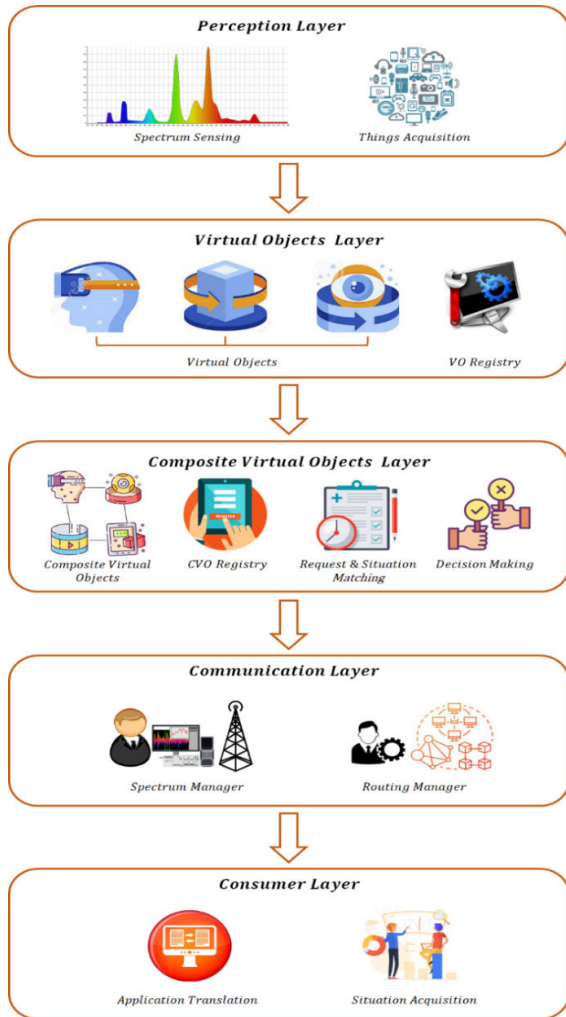 Perception Layer
Spectrum Sensing
Things Acquisition
Virtual Objects Layer
Virtual Objects
VO Registry
Composite Virtual Objects Layer
Composite Virtual
Objects
CVO Registry
REGISTER
Request & Situation
Matching
Decision Making
Communication Layer
Spectrum Manager
Routing Manager
Consumer Layer
Application Translation
Situation Acquisition